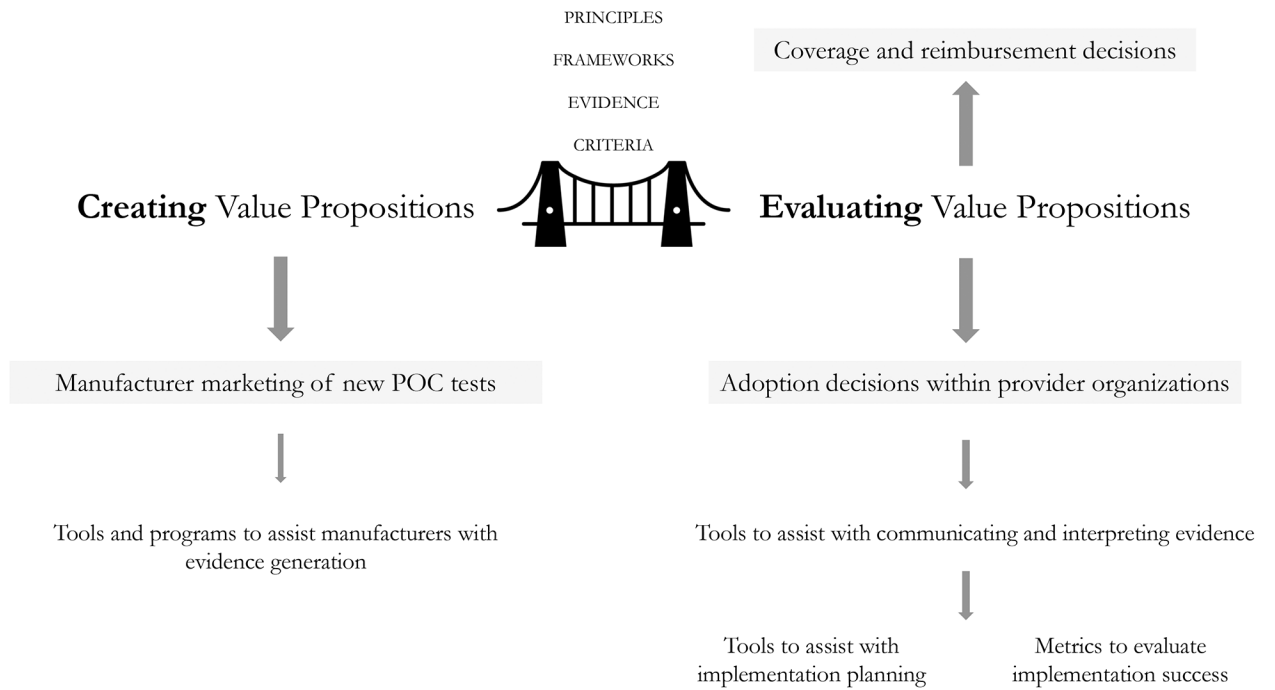 PRINCIPLES
FRAMEWORKS
EVIDENCE
CRITERIA
Coverage and reimbursement decisions
Creating Value Propositions
Evaluating Value Propositions
Manufacturer marketing of new POC tests
Adoption decisions within provider organizations
Tools and programs to assist manufacturers with
evidence generation
Tools to assist with communicating and interpreting evidence
Tools to assist with
implementation planning
Metrics to evaluate
implementation success